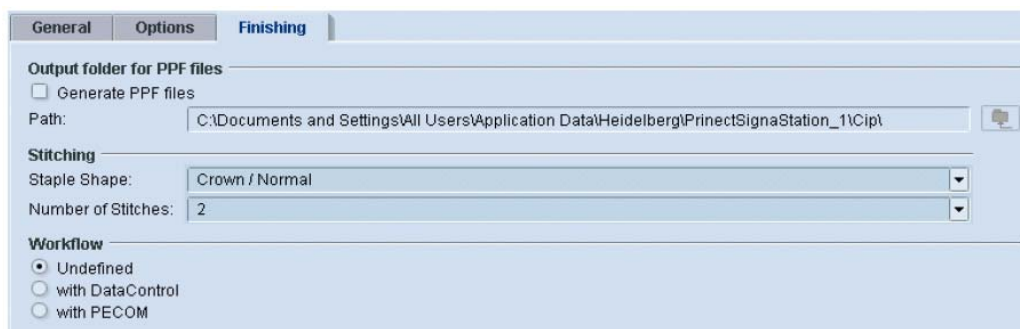 General Options Finishing
Output folder for PPF files
Generate PPF files
Path: C:\Documents and Settings\All Users\Application Data\Heidelberg\PrinectSignaStation_1\Cip\
Stitching
Staple Shape: Crown / Normal
Number of Stitches: 2
Workflow
Undefined
with DataControl
with PECOM